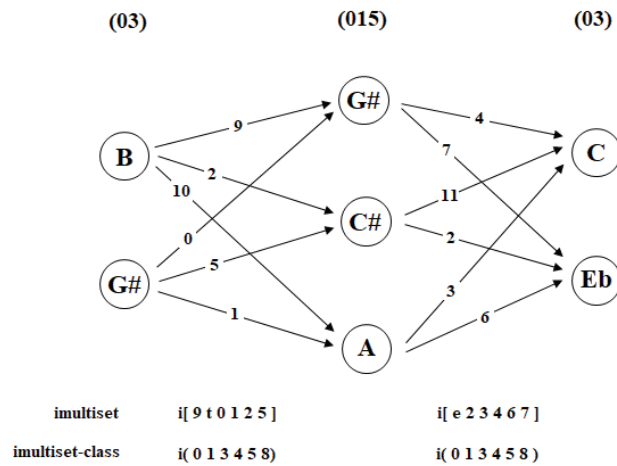 (03) (015) (03)
G#
9 4
B C
7
2
10 11
C#
0 2
5
G# Eb
3
1 6
A
imultiset i[ 9 t 0 1 2 5 ] i[ e 2 3 4 6 7 ]
imultiset-class i( 0 1 3 4 5 8) i( 0 1 3 4 5 8 )